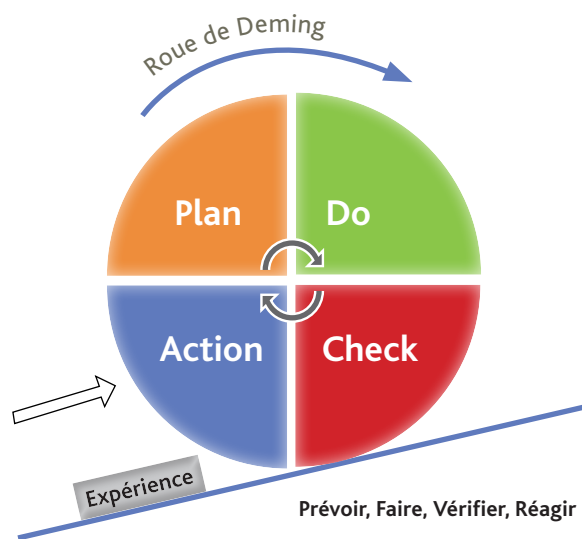 Roue de Deming
Plan
Do
Action
Check
Expérience
Prévoir, Faire, Vérifier, Réagir